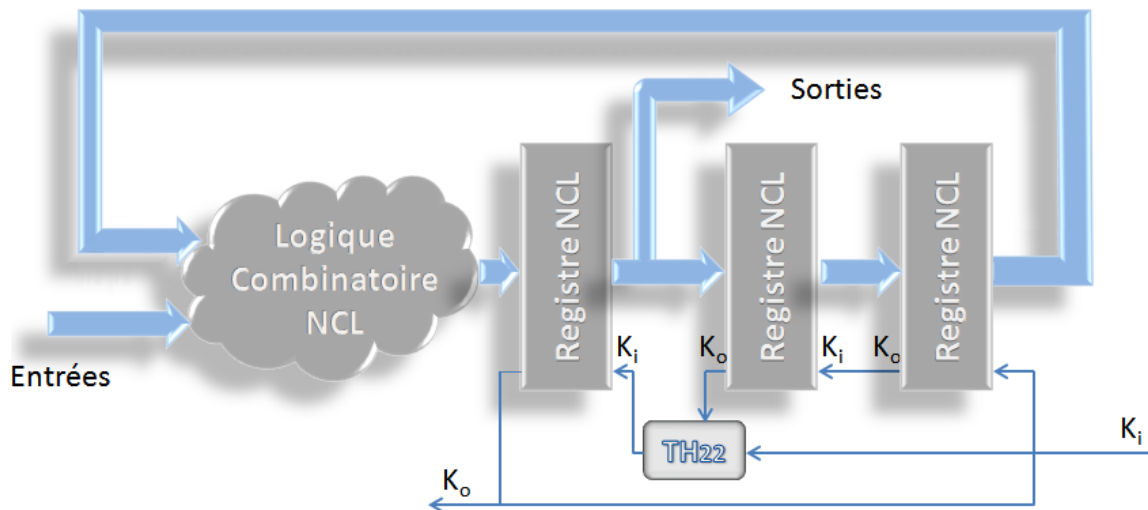 Sorties
Logique
Combinatoire
NCL
Registre NCL
Registre NCL
Registre NCL
Entrées
Ki
Ko
Ki
Ko
TH22
Ki
Ko